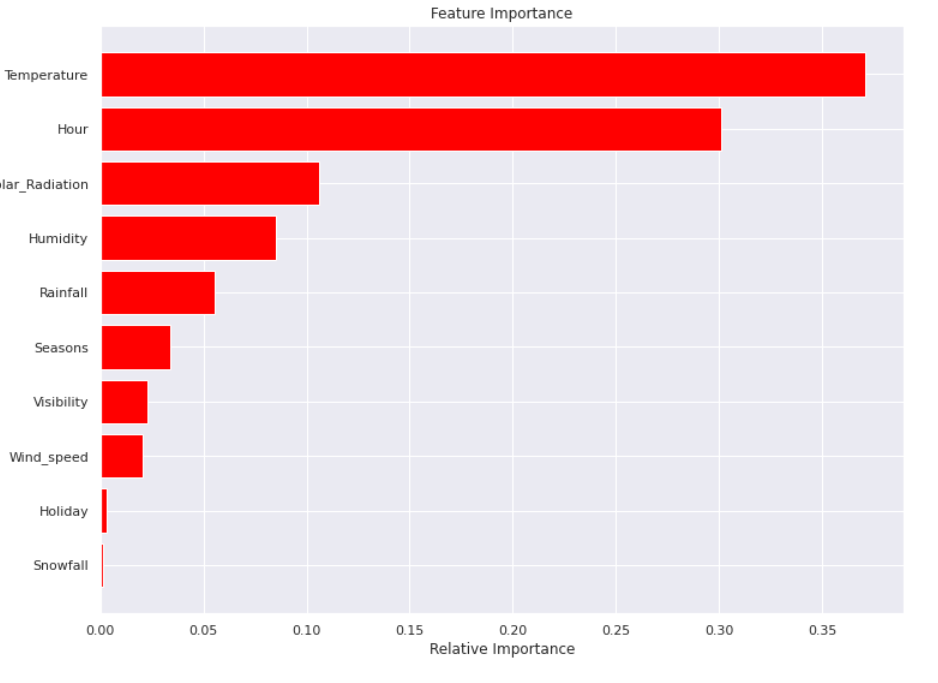 Feature Importance
Temperature
Hour
olar_Radiation
Humidity
Rainfall
Seasons
Visibility
Wind_speed
Holiday
Snowfall
0.00 0.05 0.10 0.15 0.20 0.25 0.30 0.35
Relative Importance